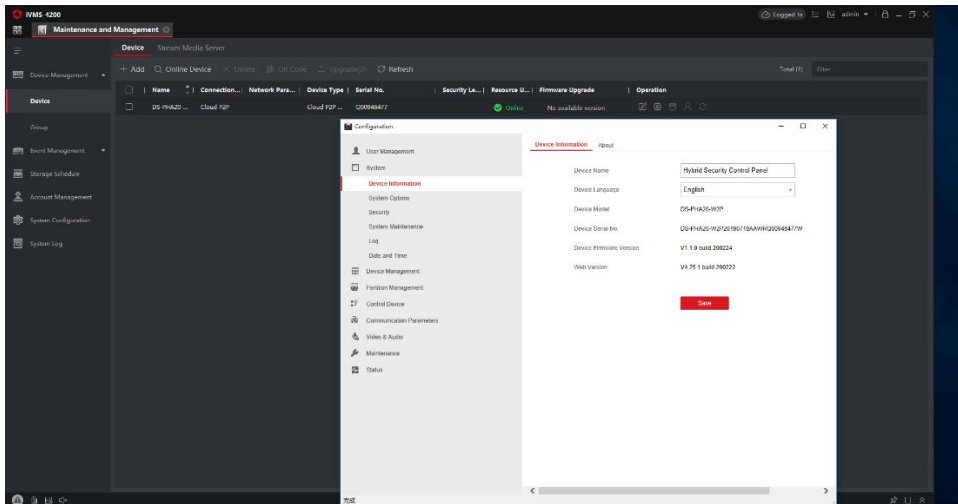 iVMS-4200
Logged in
admin
Maintenance and Management
Device
Stream Media Server
Add
Online Device
Delete
QR Code
Upgrade(0)
Refresh
Total (1)
Filter
Name
Connection...
Network Para...
Device Type
Serial No.
Security Le...
Resource U...
Firmware Upgrade
Operation
DS-PHA20 ...
Cloud P2P
Cloud P2P ...
Q00946477
Online
No available version
Device Management
Device
Group
Event Management
Storage Schedule
Account Management
System Configuration
System Log
Configuration
User Management
System
Device Information
System Options
Security
System Maintenance
Log
Date and Time
Device Management
Partition Management
Control Device
Communication Parameters
Video & Audio
Maintenance
Status
Device Information
About
Device Name
Hybrid Security Control Panel
Device Language
English
Device Model
DS-PHA20-W2P
Device Serial No.
Device Firmware Version
V1.1.0 build 200224
Web Version
V4.25.1 build 200222
Save
完成